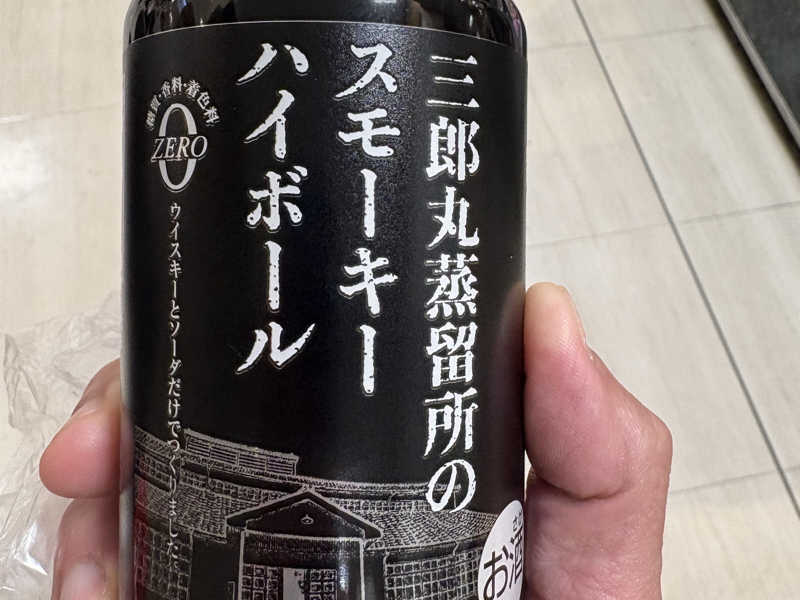 三郎丸蒸留所の
スモーキー
ハイボール
糖質・香料・着色料
0
ZERO
ウイスキーとソーダだけでつくりました。
お酒